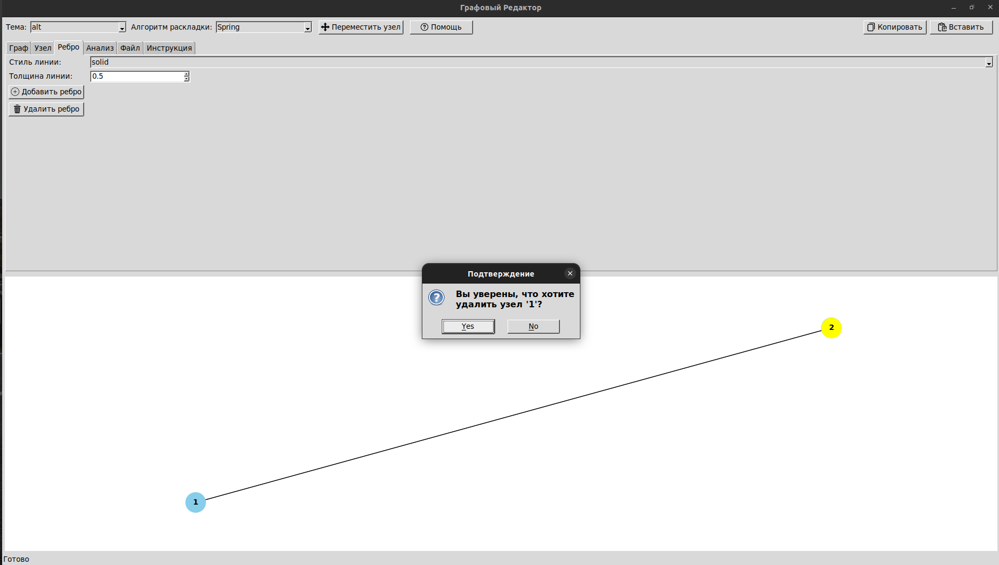 Графовый Редактор
Тема: alt Алгоритм раскладки: Spring Переместить узел Помощь Копировать Вставить
Граф Узел Ребро Анализ Файл Инструкция
Стиль линии: solid
Толщина линии: 0.5
Добавить ребро
Удалить ребро
Подтверждение
Вы уверены, что хотите
удалить узел '1'?
Yes No
2
1
Готово